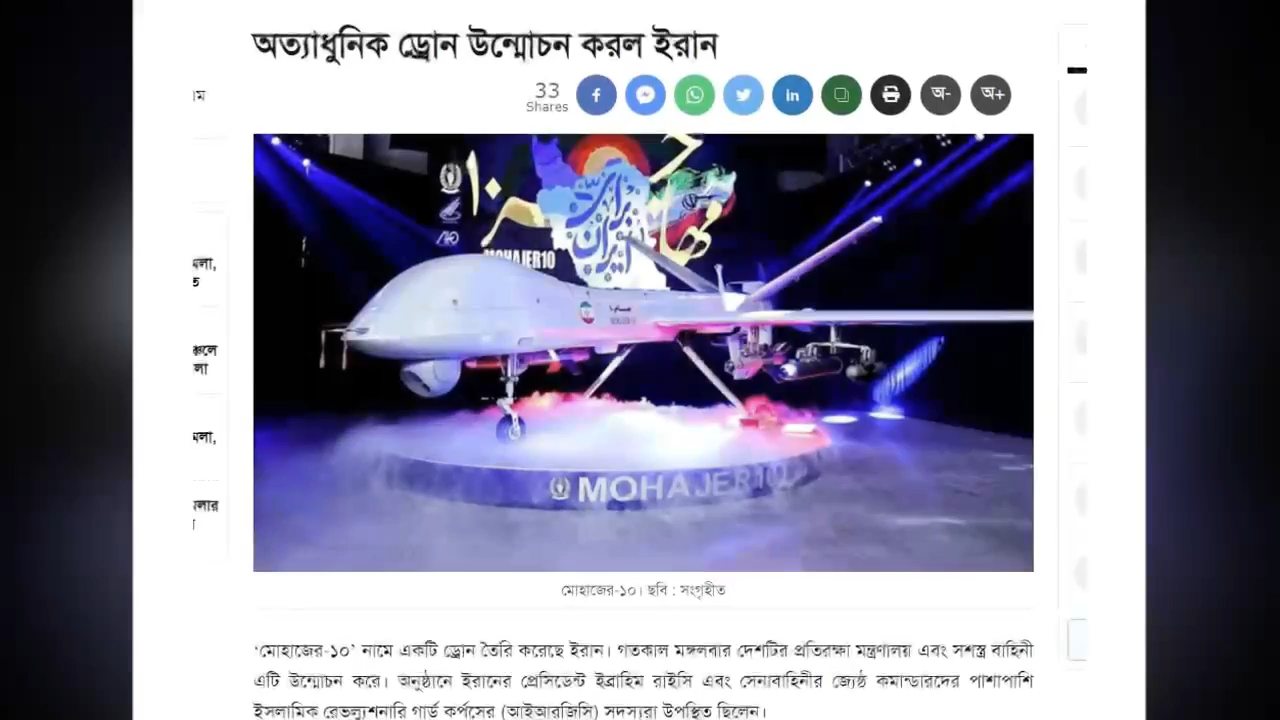 অত্যাধুনিক ড্রোন উন্মোচন করল ইরান
33
Shares
অ-
অ+
১০
MOHAJER10
MOHAJER10
মোহাজের-১০। ছবি : সংগৃহীত
‘মোহাজের-১০’ নামে একটি ড্রোন তৈরি করেছে ইরান। গতকাল মঙ্গলবার দেশটির প্রতিরক্ষা মন্ত্রণালয় এবং সশস্ত্র বাহিনী
এটি উন্মোচন করে। অনুষ্ঠানে ইরানের প্রেসিডেন্ট ইব্রাহিম রাইসি এবং সেনাবাহিনীর জ্যেষ্ঠ কমান্ডারদের পাশাপাশি
ইসলামিক রেভল্যুশনারি গার্ড কর্পসের (আইআরজিসি) সদস্যরা উপস্থিত ছিলেন।